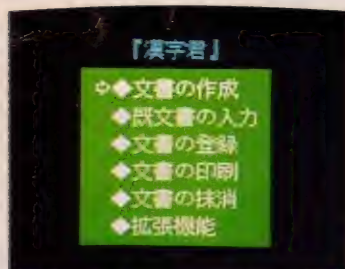 『漢字君』
➪◆文書の作成
◆既文書の入力
◆文書の登録
◆文書の印刷
◆文書の抹消
◆拡張機能